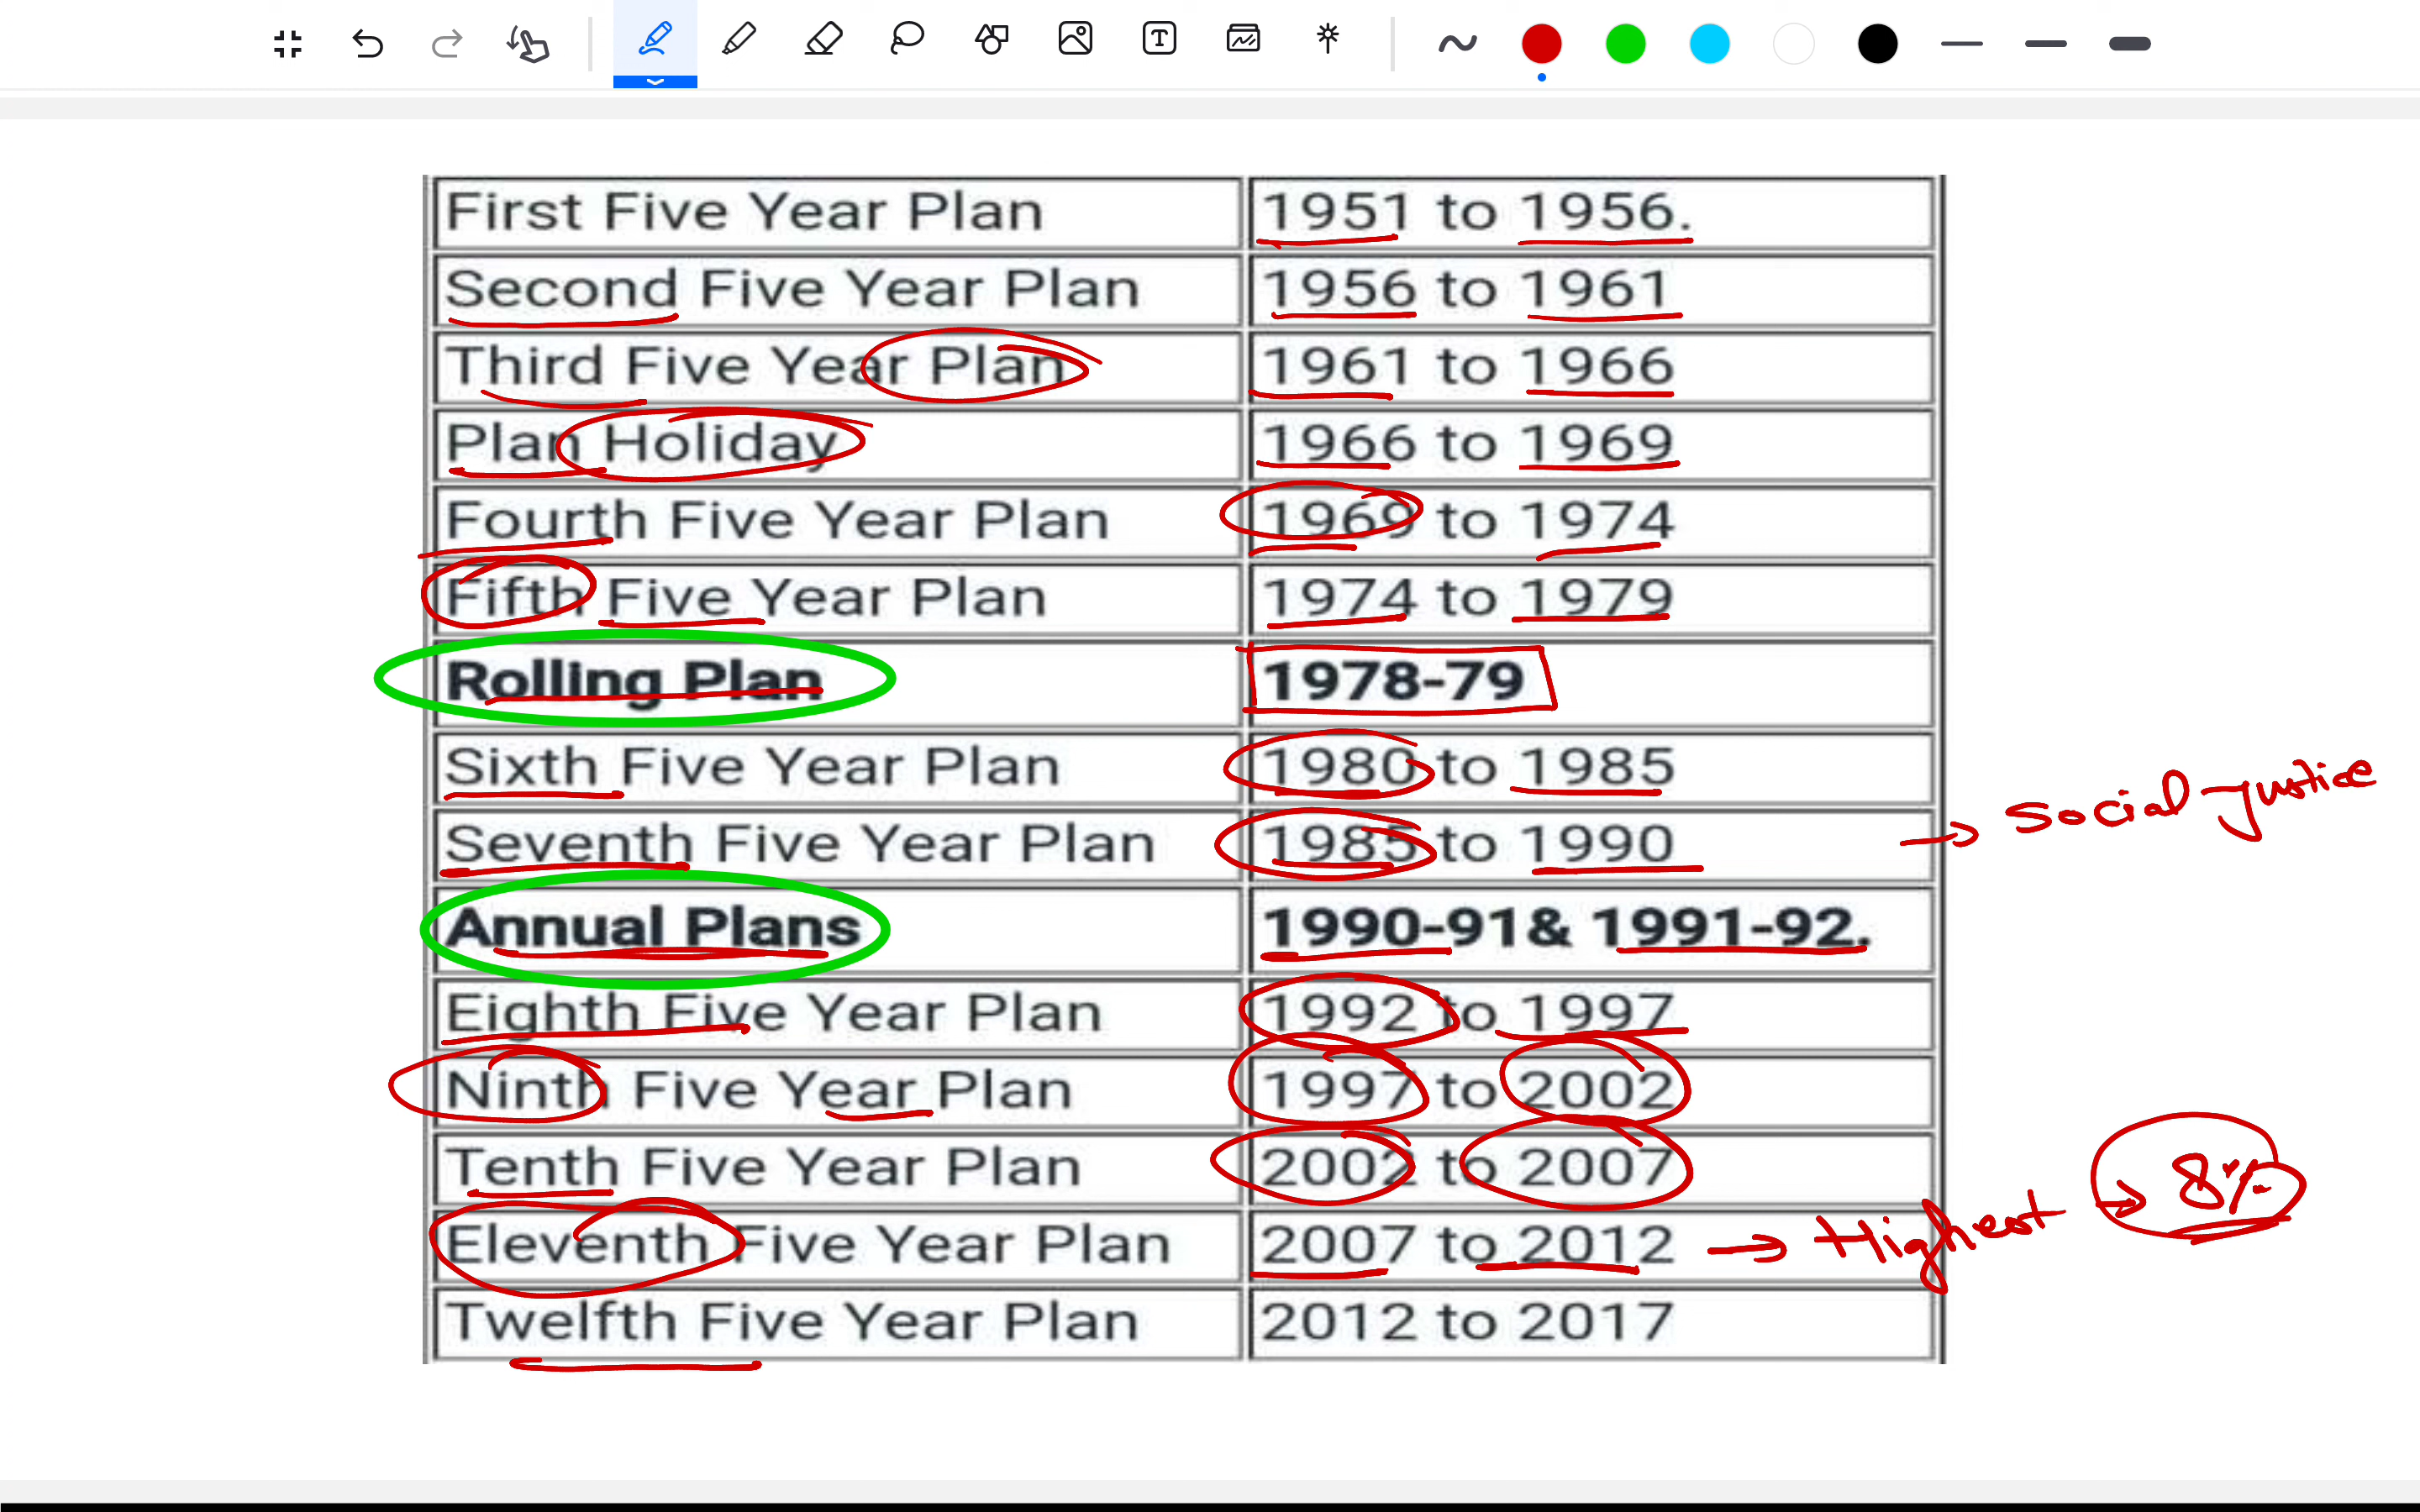 First Five Year Plan 1951 to 1956.
Second Five Year Plan 1956 to 1961
Third Five Year Plan 1961 to 1966
Plan Holiday 1966 to 1969
Fourth Five Year Plan 1969 to 1974
Fifth Five Year Plan 1974 to 1979
Rolling Plan 1978-79
Sixth Five Year Plan 1980 to 1985
Seventh Five Year Plan 1985 to 1990 → Social justice
Annual Plans 1990-91& 1991-92.
Eighth Five Year Plan 1992 to 1997
Ninth Five Year Plan 1997 to 2002
Tenth Five Year Plan 2002 to 2007
Eleventh Five Year Plan 2007 to 2012 → Highest → 8%
Twelfth Five Year Plan 2012 to 2017